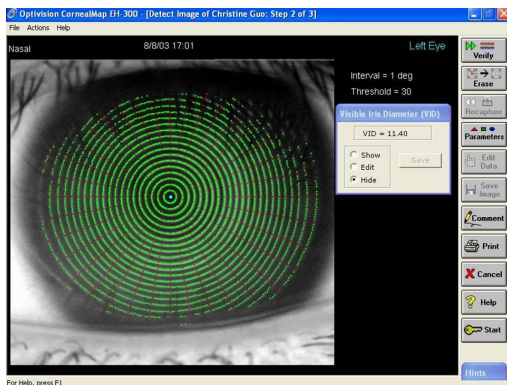 Optivision CornealMap EH-300 - [Detect Image of Christine Guo: Step 2 of 3]
File Actions Help
Nasal
8/8/03 17:01
Left Eye
Interval = 1 deg
Threshold = 30
Visible Iris Diameter (VID)
VID = 11.40
Show
Edit
Hide
Save
Verify
Erase
Recapture
Parameters
Edit
Data
Save
Image
Comment
Print
Cancel
Help
Start
Hints
For Help, press F1